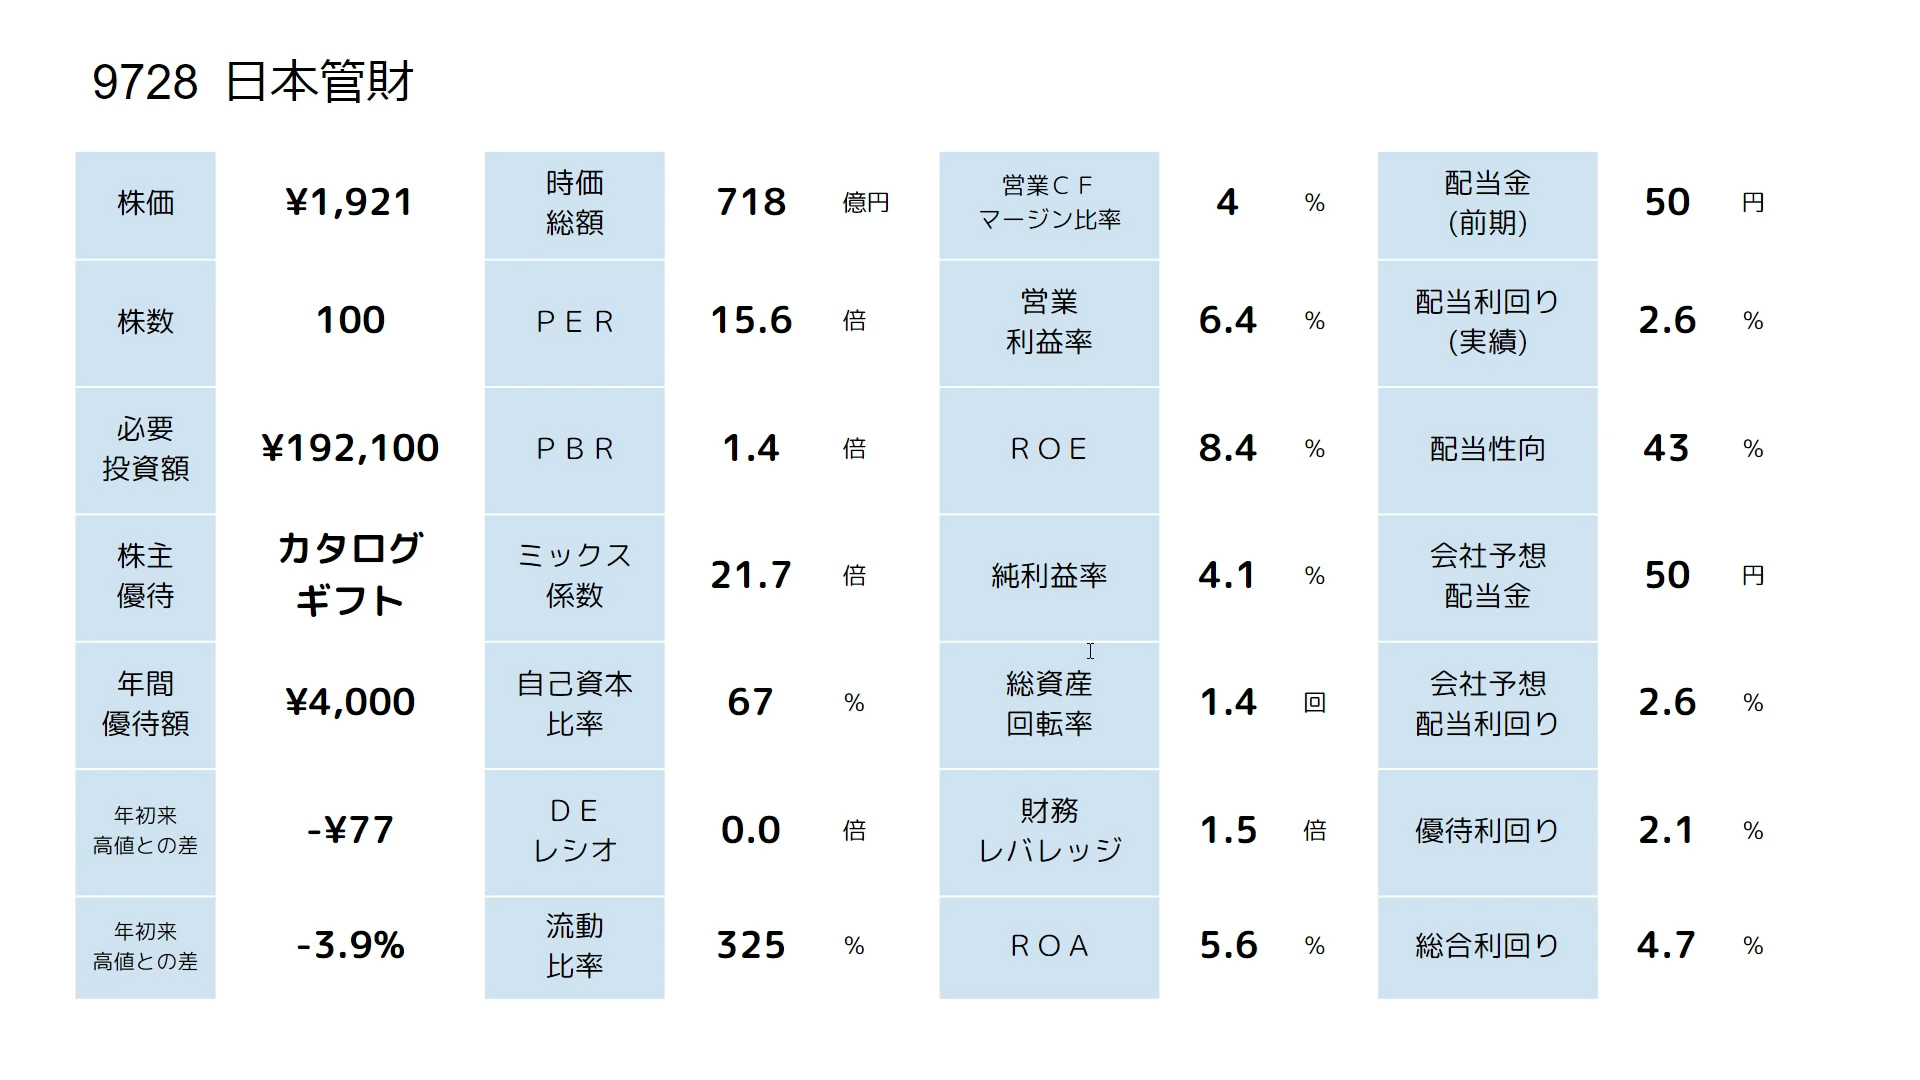 9728 日本管財
株価
¥1,921
時価
総額
718
億円
営業ＣＦ
マージン比率
4
%
配当金
(前期)
50
円
株数
100
ＰＥＲ
15.6
倍
営業
利益率
6.4
%
配当利回り
(実績)
2.6
%
必要
投資額
¥192,100
ＰＢＲ
1.4
倍
ＲＯＥ
8.4
%
配当性向
43
%
株主
優待
カタログ
ギフト
ミックス
係数
21.7
倍
純利益率
4.1
%
会社予想
配当金
50
円
年間
優待額
¥4,000
自己資本
比率
67
%
総資産
回転率
1.4
回
会社予想
配当利回り
2.6
%
年初来
高値との差
-¥77
ＤＥ
レシオ
0.0
倍
財務
レバレッジ
1.5
倍
優待利回り
2.1
%
年初来
高値との差
-3.9%
流動
比率
325
%
ＲＯＡ
5.6
%
総合利回り
4.7
%